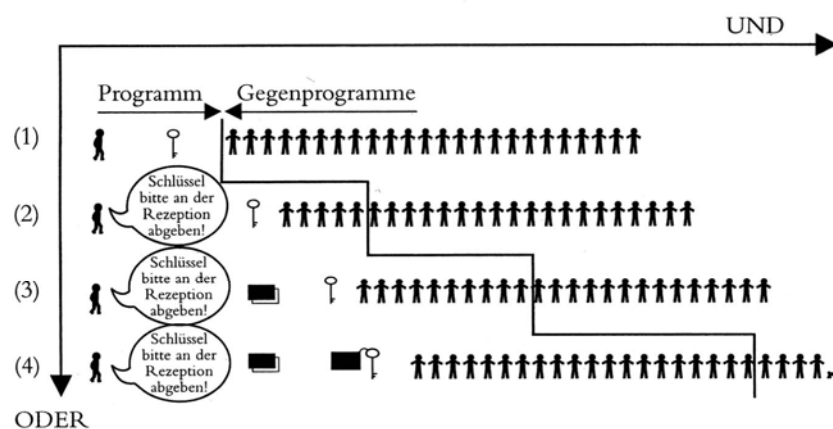 UND
Programm Gegenprogramme
(1)
Schlüssel
bitte an der
Rezeption
abgeben!
(2)
Schlüssel
bitte an der
Rezeption
abgeben!
(3)
Schlüssel
bitte an der
Rezeption
abgeben!
(4)
ODER